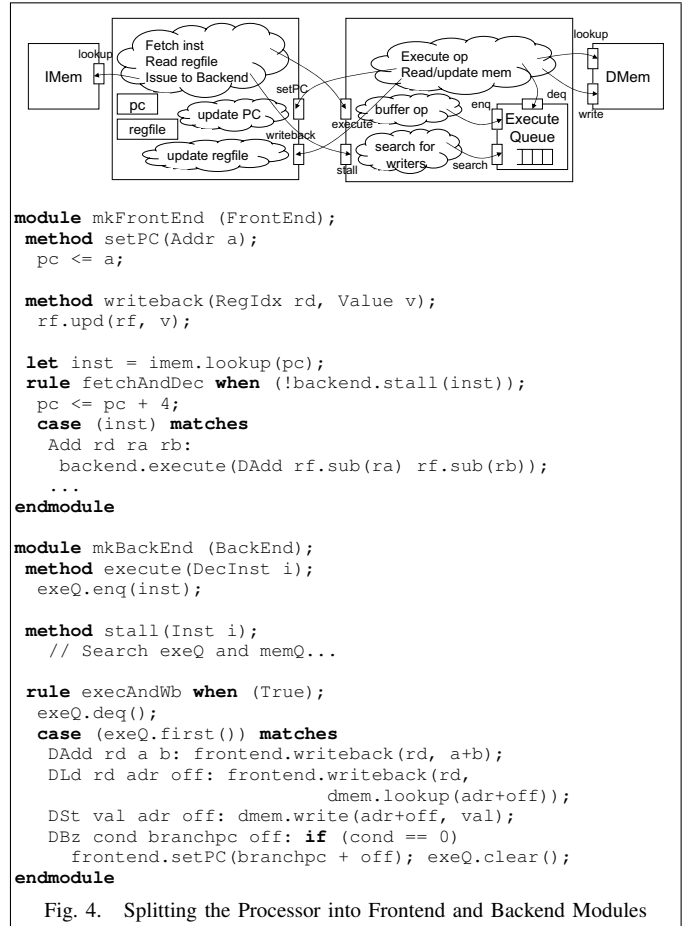 lookup
IMem
Fetch inst
Read regfile
Issue to Backend
pc
regfile
update PC
update regfile
setPC
writeback
execute
stall
Execute op
Read/update mem
buffer op
search for
writers
enq
deq
search
Execute
Queue
lookup
DMem
write
module mkFrontEnd (FrontEnd);
method setPC(Addr a);
pc <= a;
method writeback(RegIdx rd, Value v);
rf.upd(rf, v);
let inst = imem.lookup(pc);
rule fetchAndDec when (!backend.stall(inst));
pc <= pc + 4;
case (inst) matches
Add rd ra rb:
backend.execute(DAdd rf.sub(ra) rf.sub(rb));
...
endmodule
module mkBackEnd (BackEnd);
method execute(DecInst i);
exeQ.enq(inst);
method stall(Inst i);
// Search exeQ and memQ...
rule execAndWb when (True);
exeQ.deq();
case (exeQ.first()) matches
DAdd rd a b: frontend.writeback(rd, a+b);
DLd rd adr off: frontend.writeback(rd,
dmem.lookup(adr+off));
DSt val adr off: dmem.write(adr+off, val);
DBz cond branchpc off: if (cond == 0)
frontend.setPC(branchpc + off); exeQ.clear();
endmodule
Fig. 4. Splitting the Processor into Frontend and Backend Modules